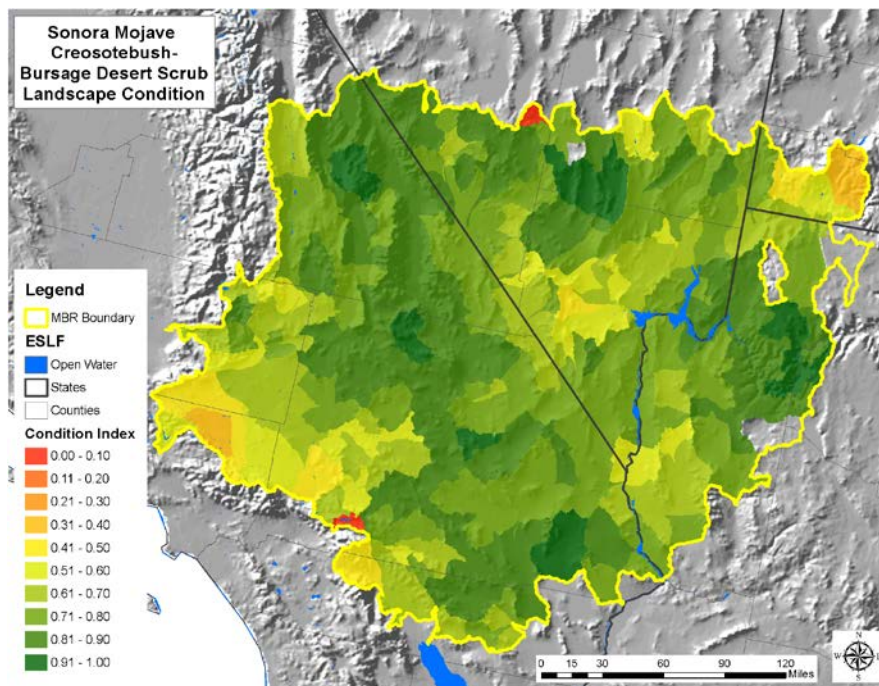 Sonora Mojave
Creosotebush-
Bursage Desert Scrub
Landscape Condition
Legend
MBR Boundary
ESLF
Open Water
States
Counties
Condition Index
0.00 - 0.10
0.11 - 0.20
0.21 - 0.30
0.31 - 0.40
0.41 - 0.50
0.51 - 0.60
0.61 - 0.70
0.71 - 0.80
0.81 - 0.90
0.91 - 1.00
N
W
S
0 15 30 60 90 120
Miles